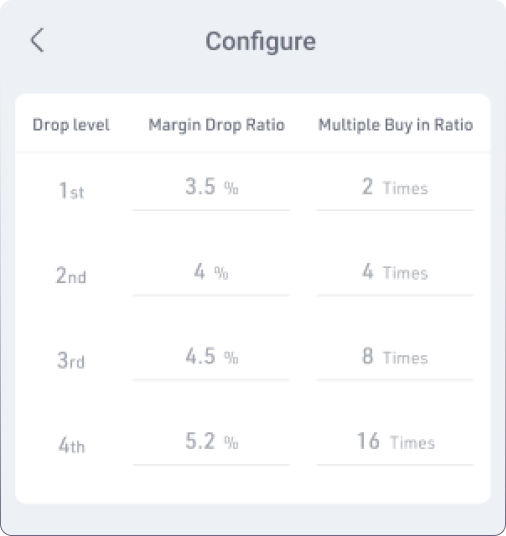 Configure
Drop level Margin Drop Ratio Multiple Buy in Ratio
1st 3.5 % 2 Times
2nd 4 % 4 Times
3rd 4.5 % 8 Times
4th 5.2 % 16 Times